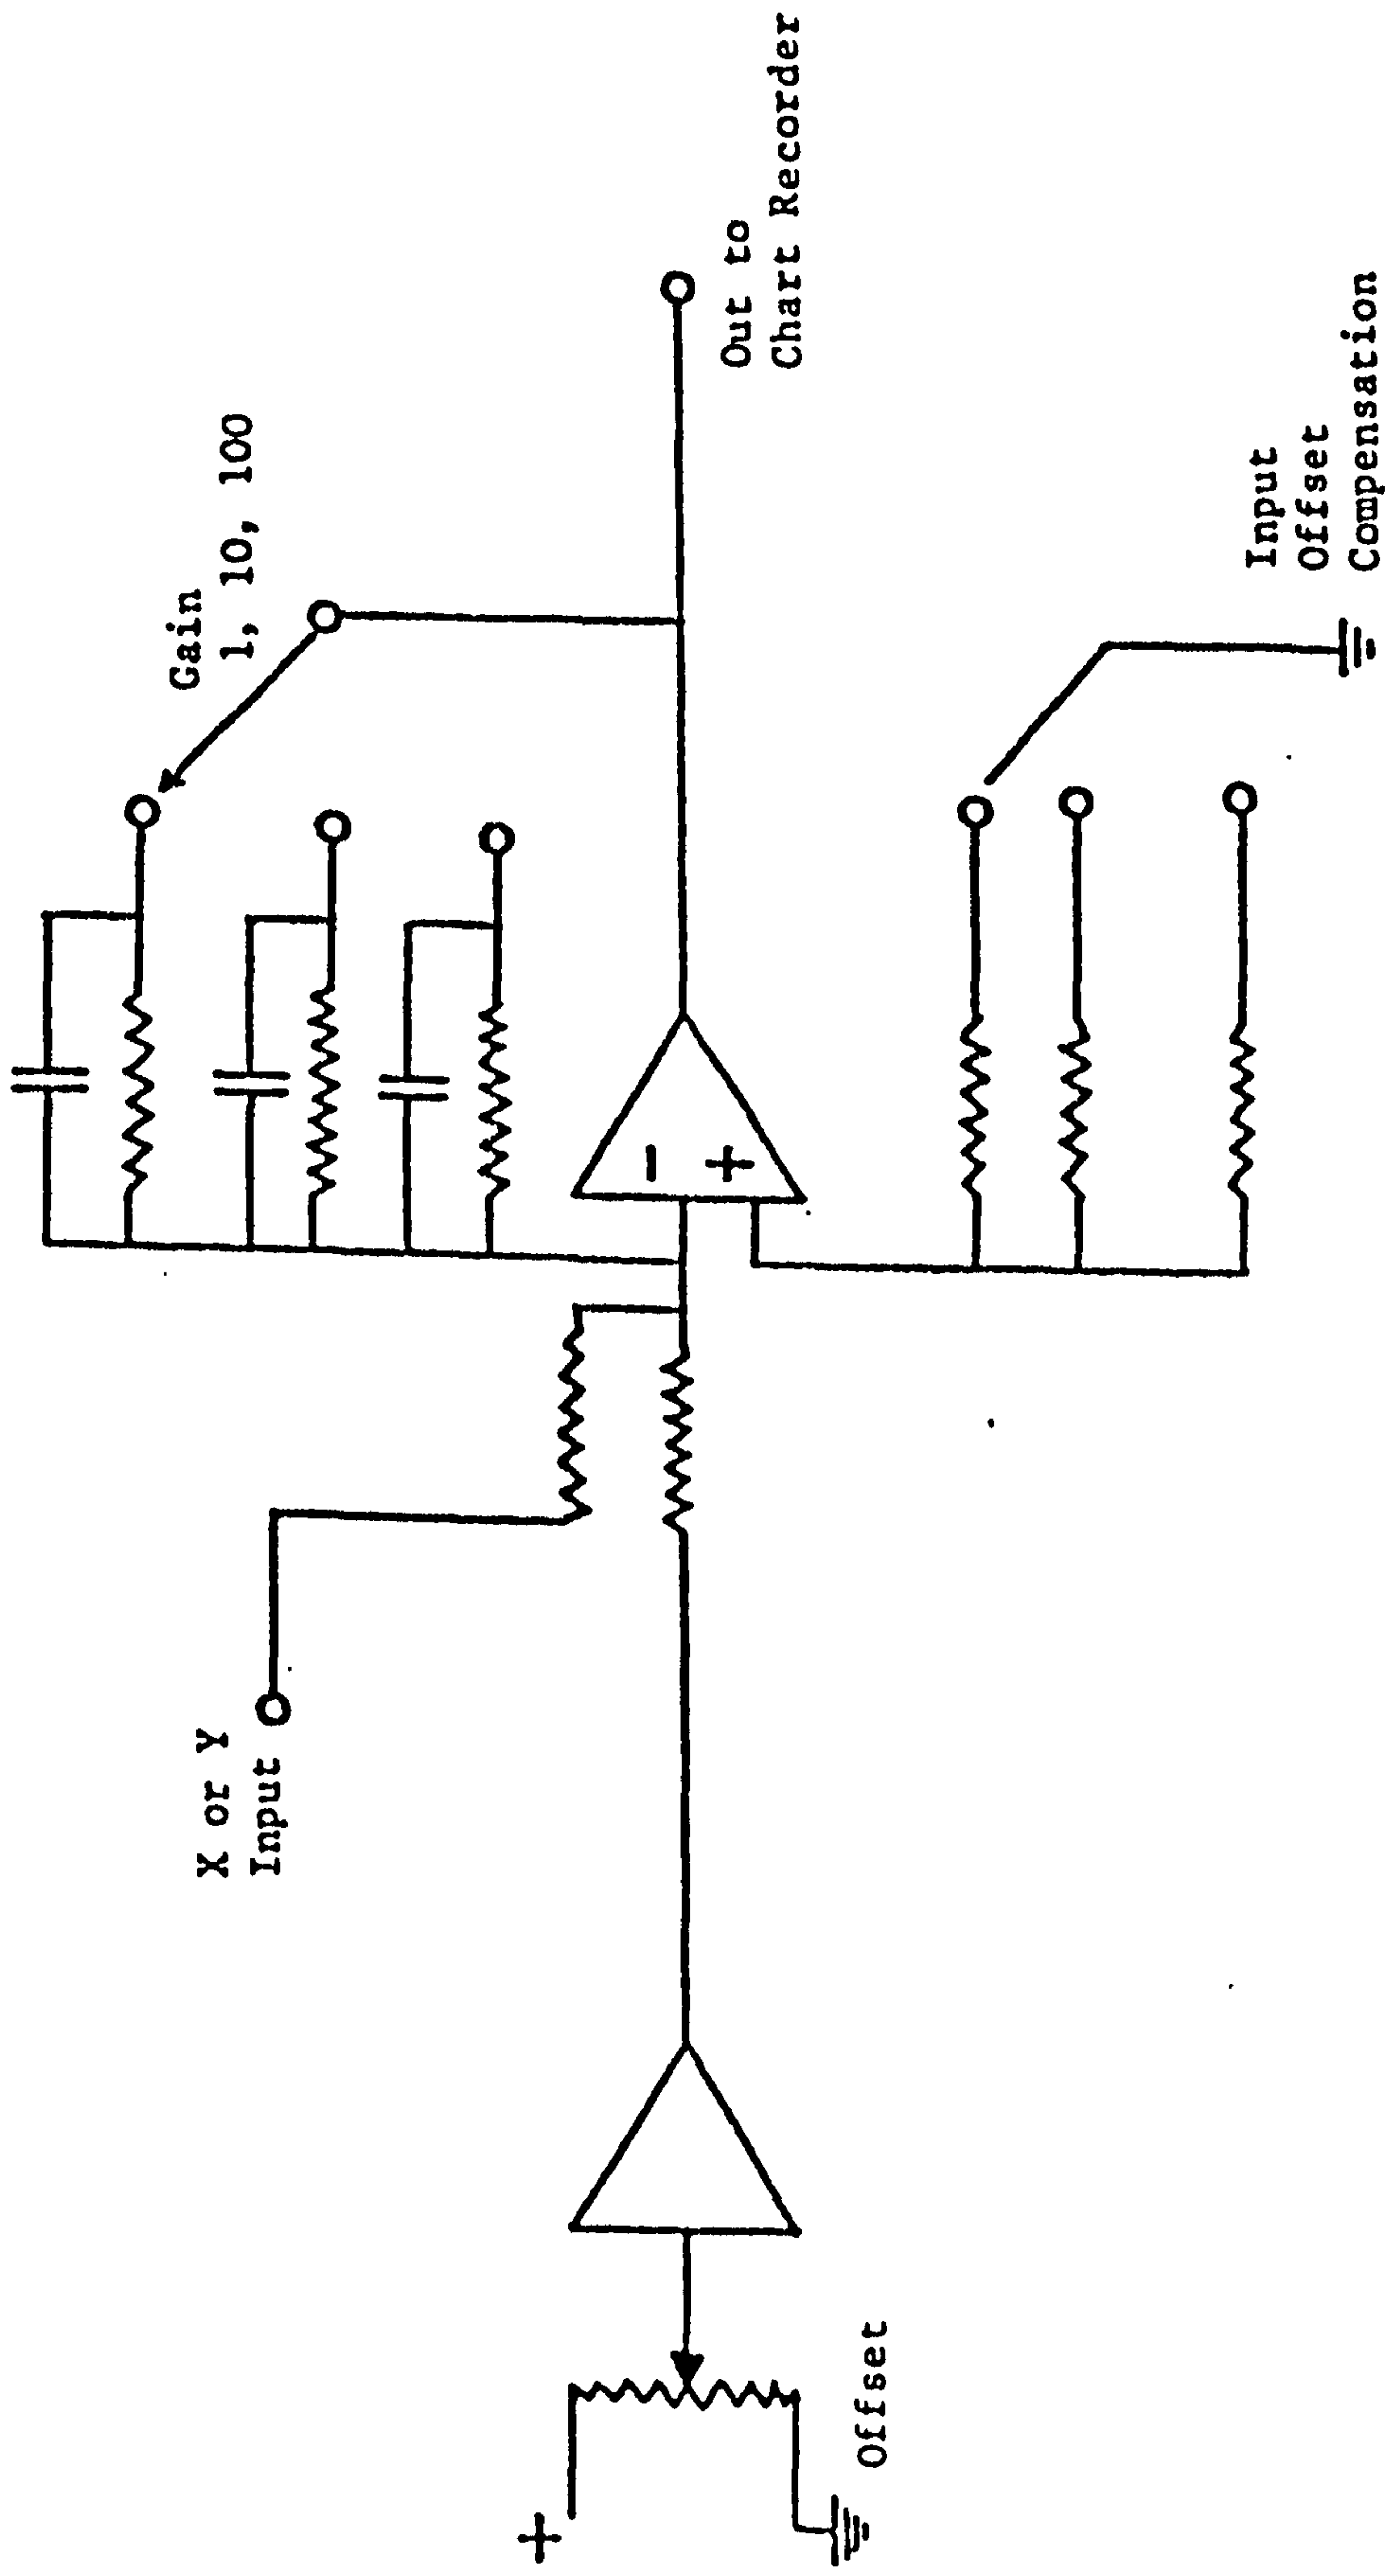 Gain
1, 10, 100
X or Y
Input
−
+
Out to
Chart Recorder
+
Offset
Input
Offset
Compensation